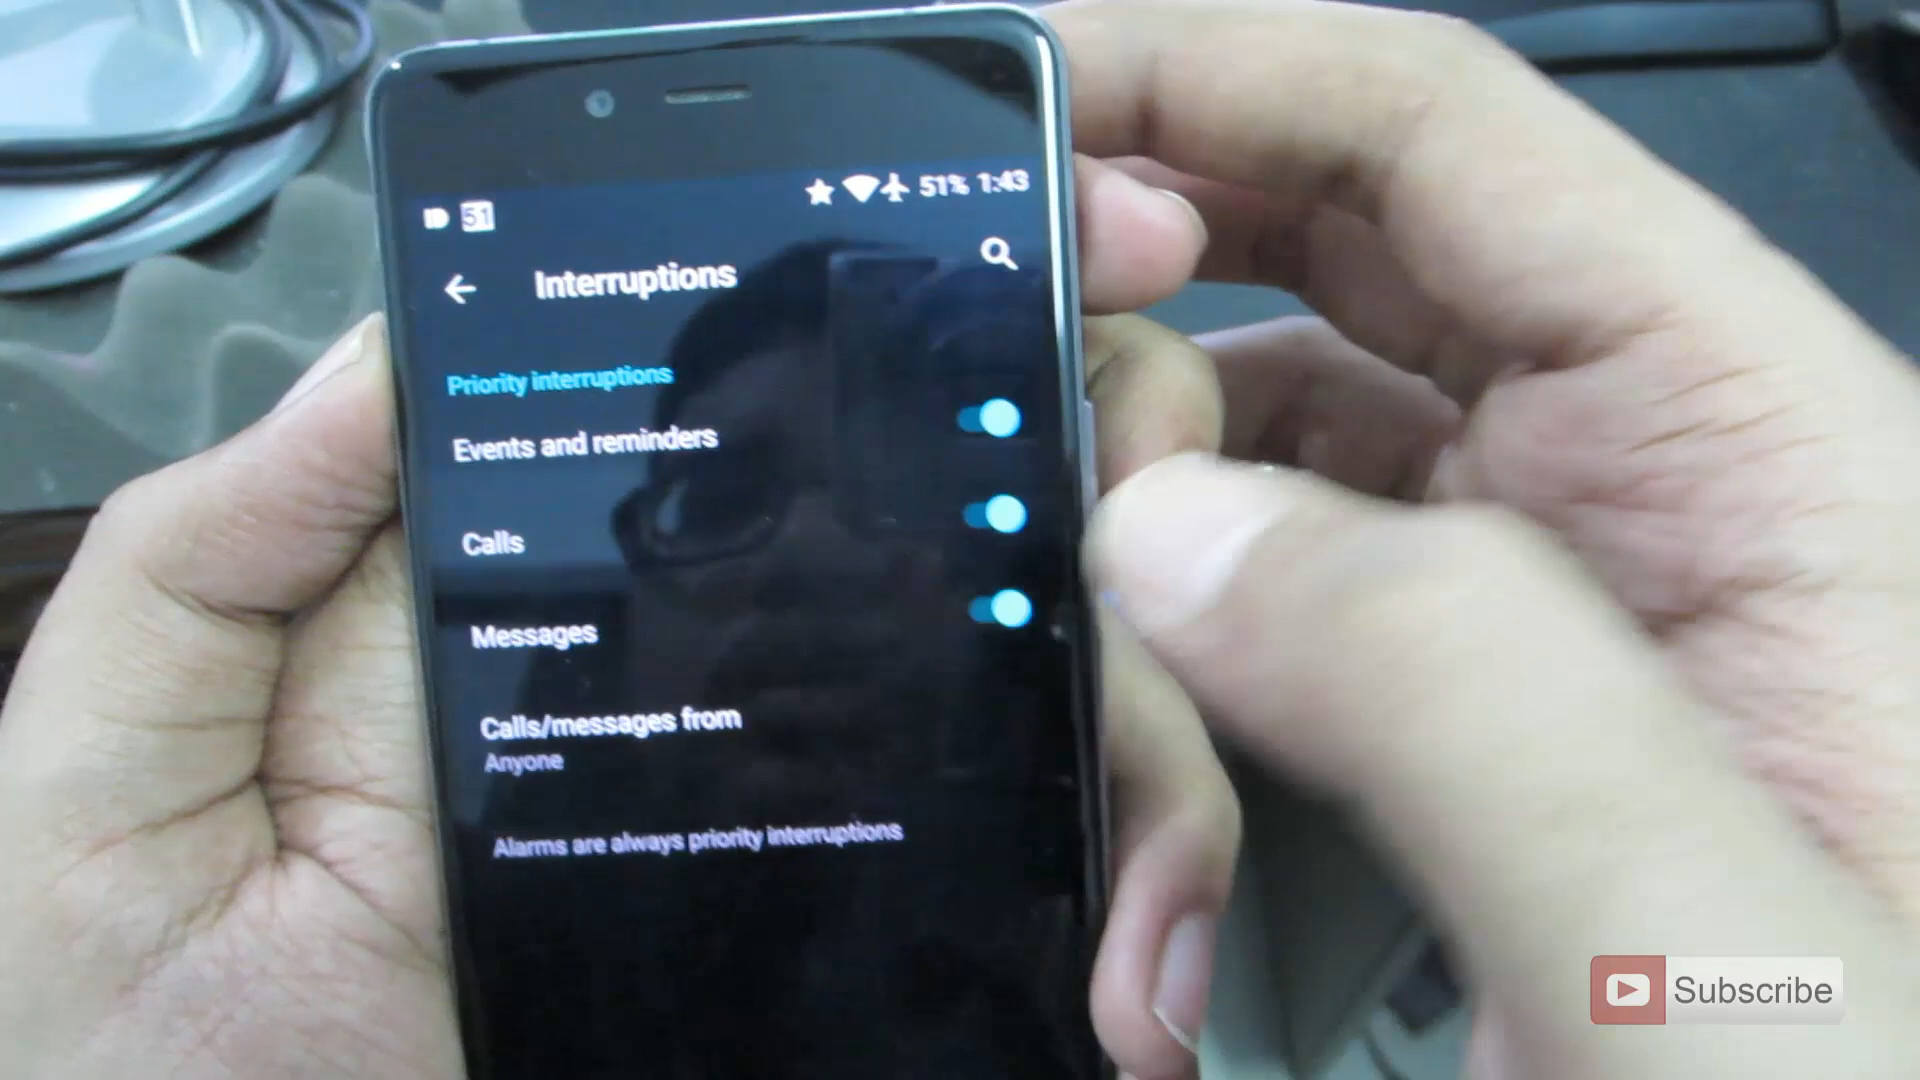 51 51% 1:43
Interruptions
Priority interruptions
Events and reminders
Calls
Messages
Calls/messages from
Anyone
Alarms are always priority interruptions
Subscribe